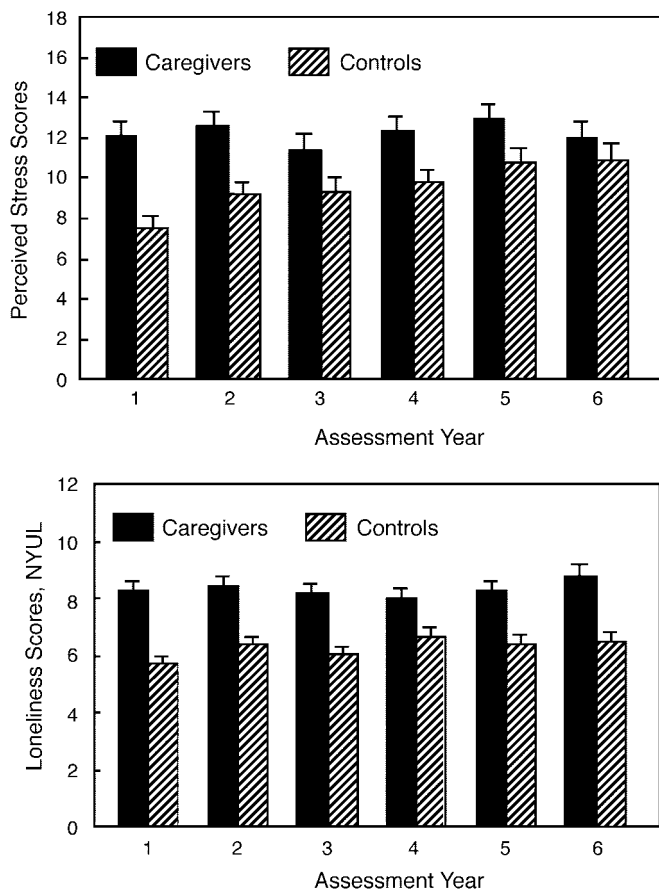 18
16
14
12
10
8
6
4
2
0
Perceived Stress Scores
Caregivers Controls
1 2 3 4 5 6
Assessment Year
12
10
8
6
4
2
0
Loneliness Scores, NYUL
Caregivers Controls
1 2 3 4 5 6
Assessment Year